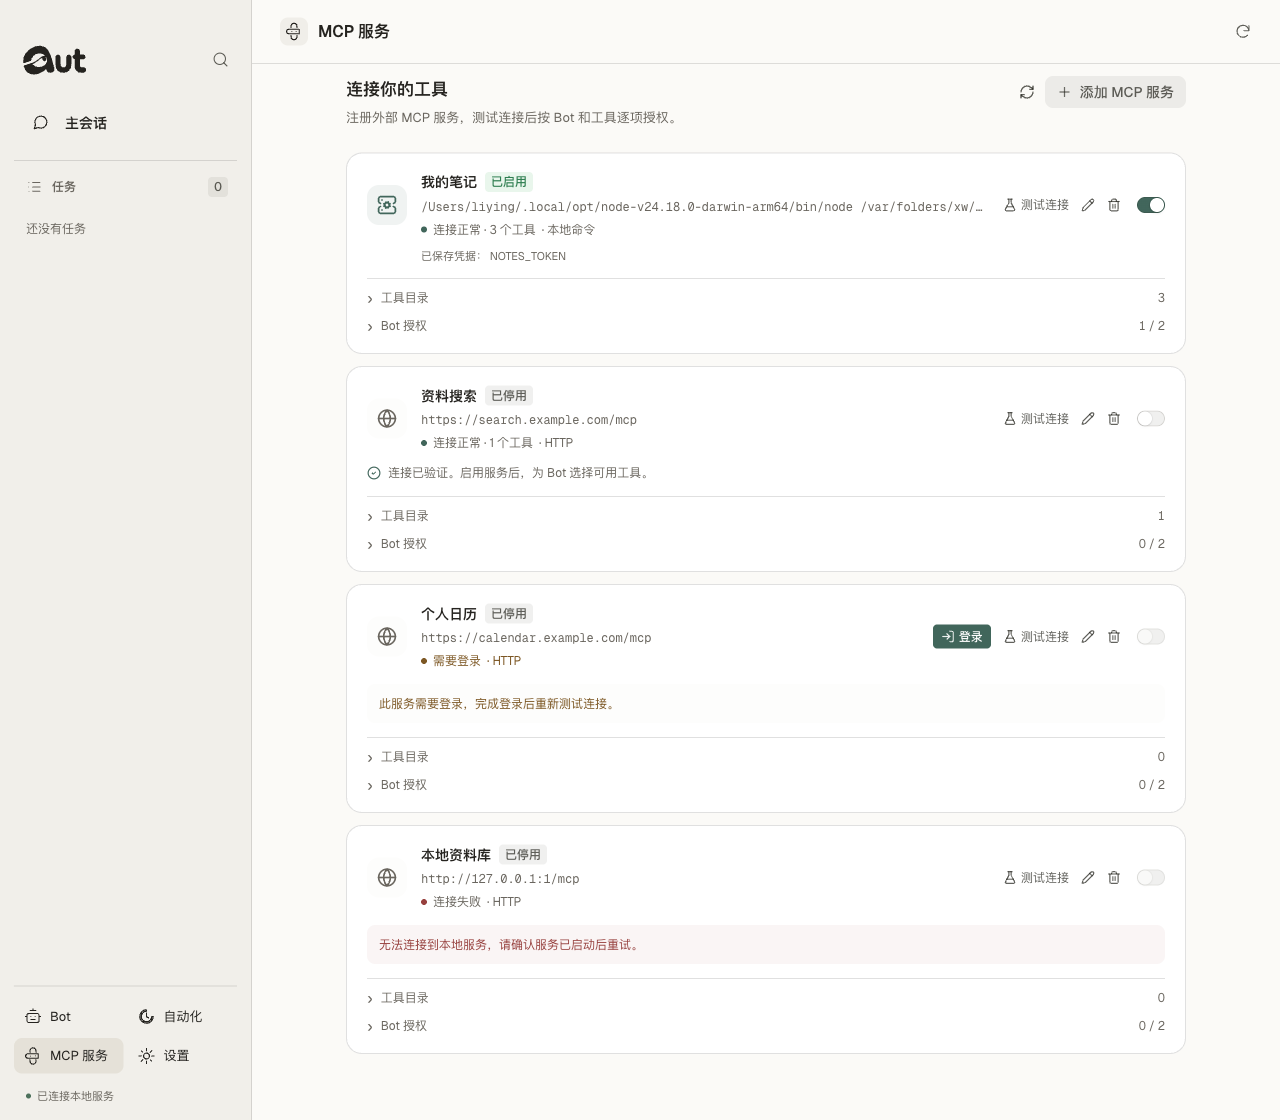 Aut
主会话
任务 0
还没有任务
Bot 自动化
MCP 服务 设置
已连接本地服务
MCP 服务
连接你的工具
添加 MCP 服务
注册外部 MCP 服务，测试连接后按 Bot 和工具逐项授权。
我的笔记 已启用
/Users/liying/.local/opt/node-v24.18.0-darwin-arm64/bin/node /var/folders/xw/…
测试连接
连接正常 · 3 个工具 · 本地命令
已保存凭据： NOTES_TOKEN
工具目录 3
Bot 授权 1 / 2
资料搜索 已停用
https://search.example.com/mcp
测试连接
连接正常 · 1 个工具 · HTTP
连接已验证。启用服务后，为 Bot 选择可用工具。
工具目录 1
Bot 授权 0 / 2
个人日历 已停用
https://calendar.example.com/mcp
登录 测试连接
需要登录 · HTTP
此服务需要登录，完成登录后重新测试连接。
工具目录 0
Bot 授权 0 / 2
本地资料库 已停用
http://127.0.0.1:1/mcp
测试连接
连接失败 · HTTP
无法连接到本地服务，请确认服务已启动后重试。
工具目录 0
Bot 授权 0 / 2